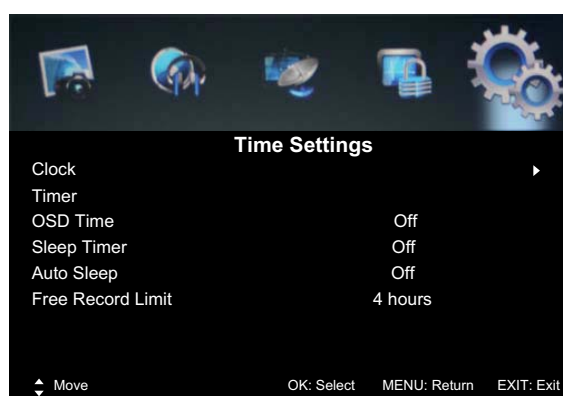 Time Settings
Clock
Timer
OSD Time Off
Sleep Timer Off
Auto Sleep Off
Free Record Limit 4 hours
Move OK: Select MENU: Return EXIT: Exit